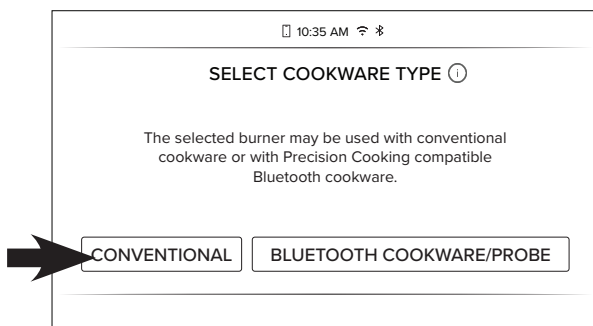 10:35 AM
SELECT COOKWARE TYPE i
The selected burner may be used with conventional
cookware or with Precision Cooking compatible
Bluetooth cookware.
CONVENTIONAL
BLUETOOTH COOKWARE/PROBE